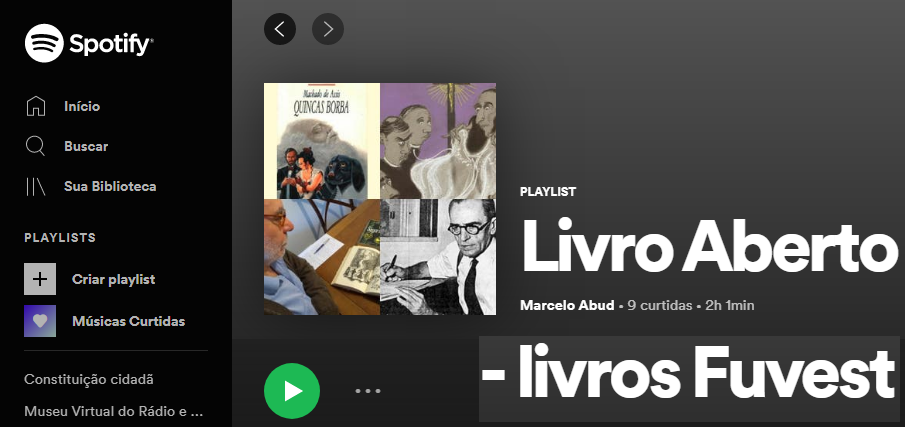 Spotify®
Início
Buscar
Sua Biblioteca
PLAYLISTS
Criar playlist
Músicas Curtidas
Constituição cidadã
Museu Virtual do Rádio e ...
Machado de Assis
QUINCAS BORBA
PLAYLIST
Livro Aberto
Marcelo Abud • 9 curtidas • 2h 1min
- livros Fuvest